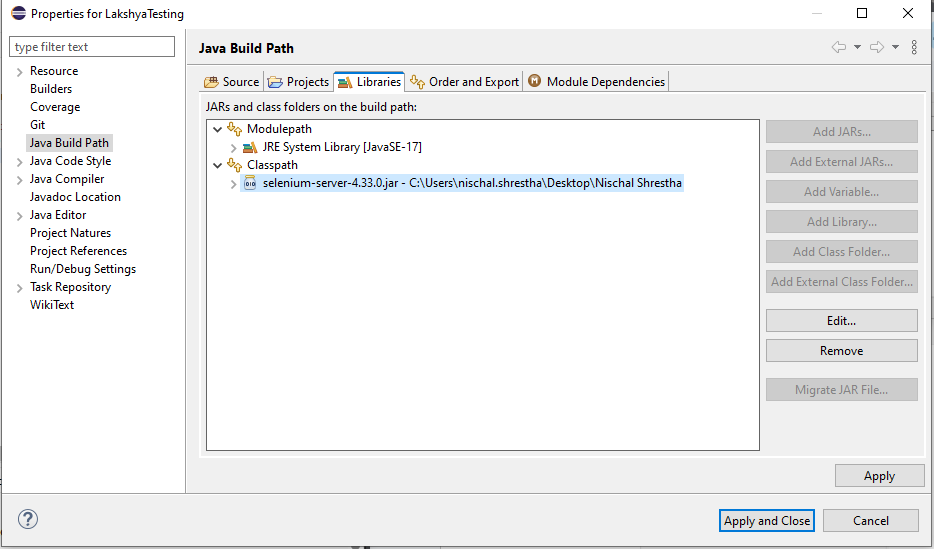 Properties for LakshyaTesting
type filter text
Resource
Builders
Coverage
Git
Java Build Path
Java Code Style
Java Compiler
Javadoc Location
Java Editor
Project Natures
Project References
Run/Debug Settings
Task Repository
WikiText
Java Build Path
Source Projects Libraries Order and Export Module Dependencies
JARs and class folders on the build path:
Modulepath
JRE System Library [JavaSE-17]
Classpath
selenium-server-4.33.0.jar - C:\Users\nischal.shrestha\Desktop\Nischal Shrestha
Add JARs...
Add External JARs...
Add Variable...
Add Library...
Add Class Folder...
Add External Class Folder...
Edit...
Remove
Migrate JAR File...
Apply
Apply and Close Cancel